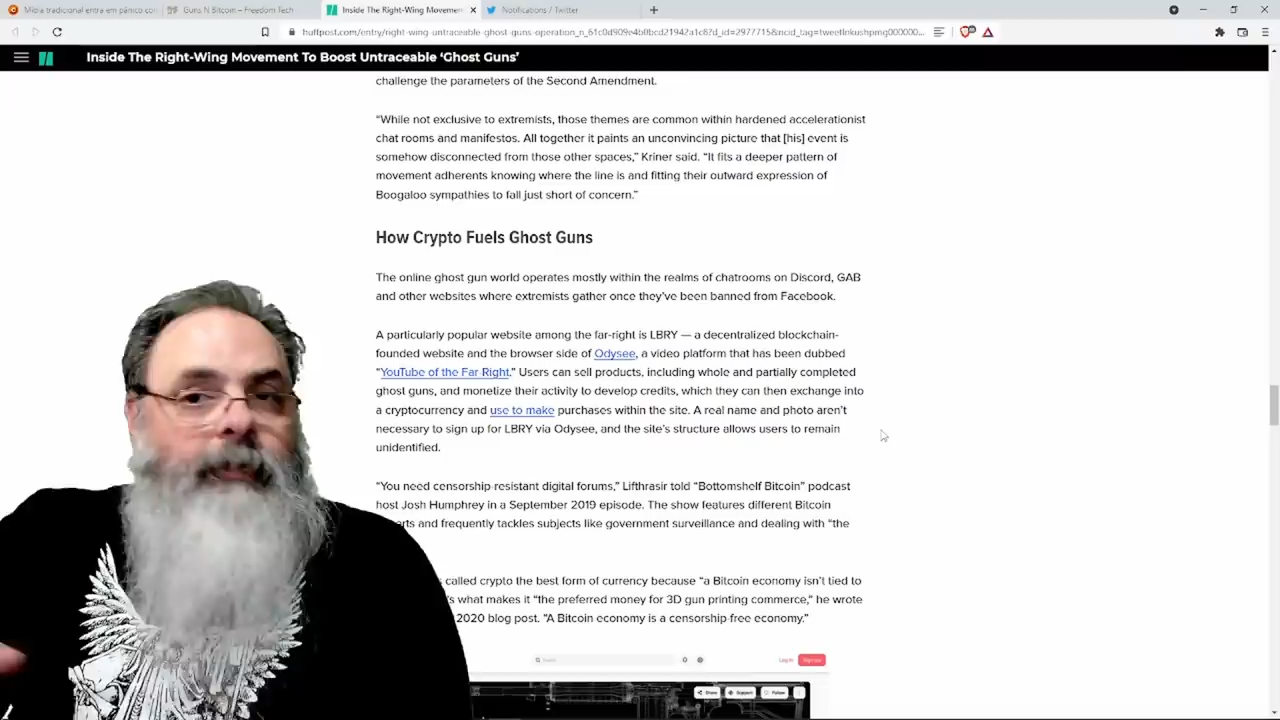 Mídia tradicional entra em pânico cor
Guns N Bitcoin – Freedom Tech
Inside The Right-Wing Movemen
Notifications / Twitter
huffpost.com/entry/right-wing-untraceable-ghost-guns-operation_n_61c0d909e4b0bcd21942a1c6?d_id=2977715&ncid_tag=tweetlnkushpmg000000...
Inside The Right-Wing Movement To Boost Untraceable ‘Ghost Guns’
challenge the parameters of the Second Amendment.
“While not exclusive to extremists, those themes are common within hardened accelerationist
chat rooms and manifestos. All together it paints an unconvincing picture that [his] event is
somehow disconnected from those other spaces,” Kriner said. “It fits a deeper pattern of
movement adherents knowing where the line is and fitting their outward expression of
Boogaloo sympathies to fall just short of concern.”
How Crypto Fuels Ghost Guns
The online ghost gun world operates mostly within the realms of chatrooms on Discord, GAB
and other websites where extremists gather once they’ve been banned from Facebook.
A particularly popular website among the far-right is LBRY — a decentralized blockchain-
founded website and the browser side of Odysee, a video platform that has been dubbed
“YouTube of the Far Right.” Users can sell products, including whole and partially completed
ghost guns, and monetize their activity to develop credits, which they can then exchange into
a cryptocurrency and use to make purchases within the site. A real name and photo aren’t
necessary to sign up for LBRY via Odysee, and the site’s structure allows users to remain
unidentified.
“You need censorship-resistant digital forums,” Lifthrasir told “Bottomshelf Bitcoin” podcast
host Josh Humphrey in a September 2019 episode. The show features different Bitcoin
and frequently tackles subjects like government surveillance and dealing with “the
called crypto the best form of currency because “a Bitcoin economy isn’t tied to
what makes it “the preferred money for 3D gun printing commerce,” he wrote
2020 blog post. “A Bitcoin economy is a censorship-free economy.”
Search
Log In
Sign Up
Share
Support
Follow